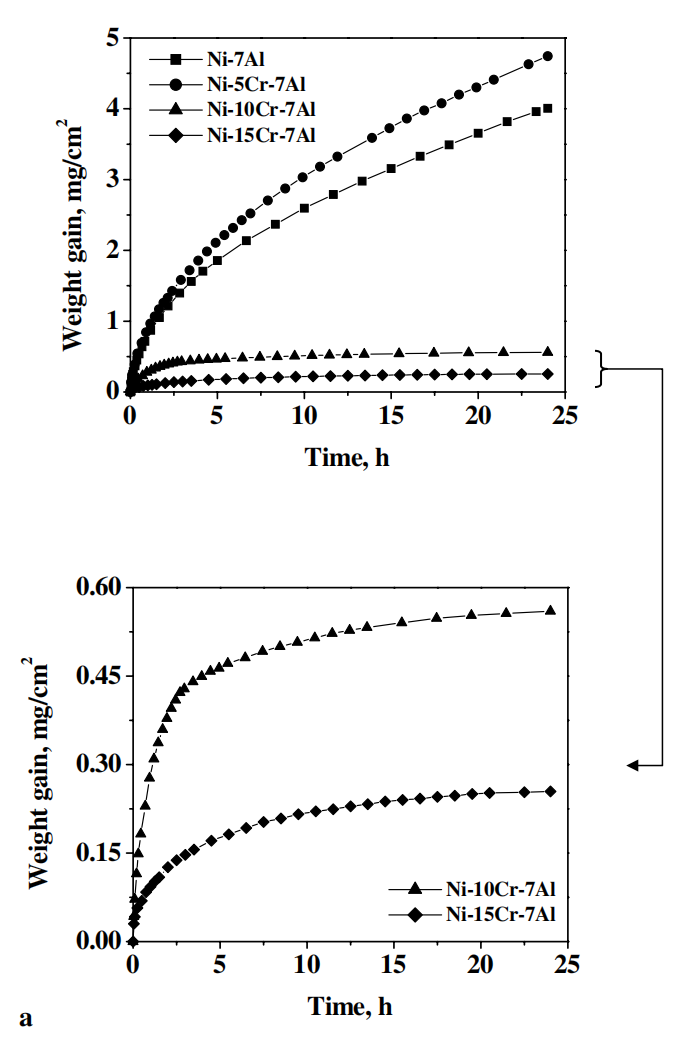 5
4
3
2
1
0
Weight gain, mg/cm2
Ni-7Al
Ni-5Cr-7Al
Ni-10Cr-7Al
Ni-15Cr-7Al
0 5 10 15 20 25
Time, h
0.60
0.45
0.30
0.15
0.00
Weight gain, mg/cm2
Ni-10Cr-7Al
Ni-15Cr-7Al
0 5 10 15 20 25
Time, h
a